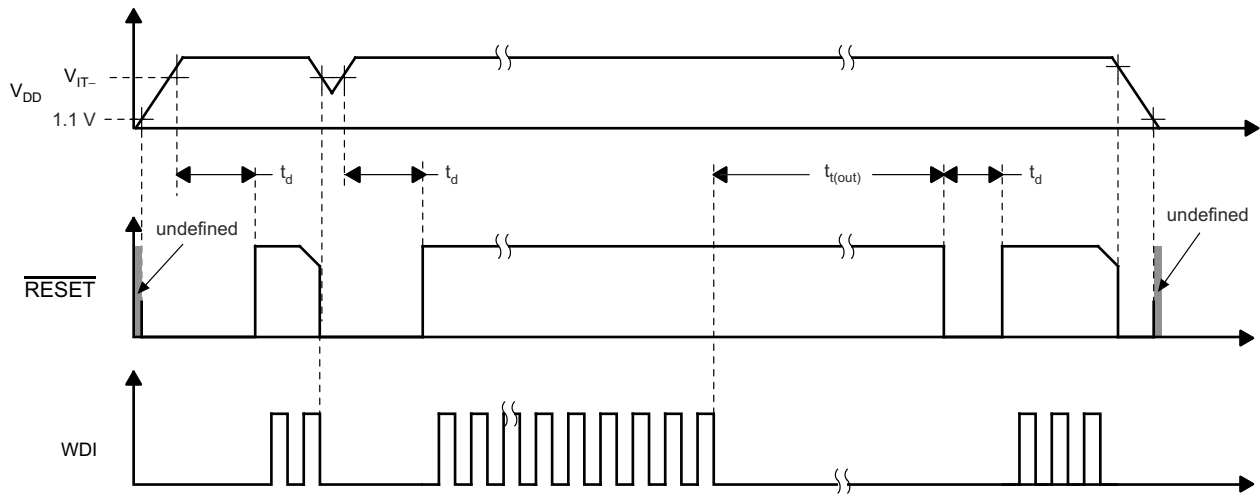 V_IT–
V_DD
1.1 V
t_d
t_d
t_t(out)
t_d
undefined
undefined
RESET
WDI